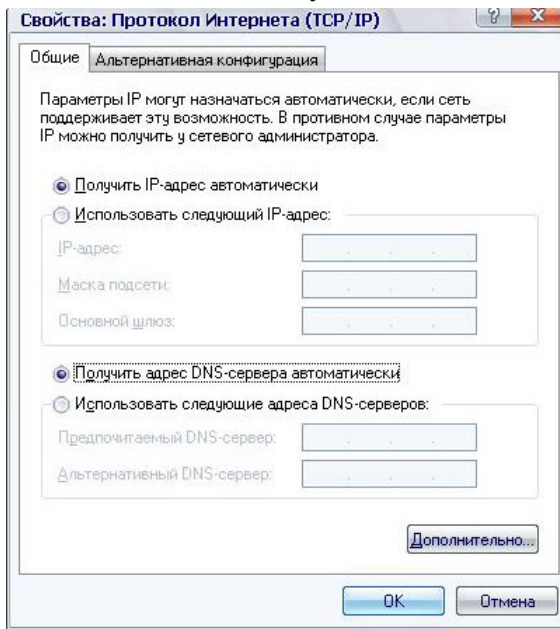 Свойства: Протокол Интернета (TCP/IP)
Общие
Альтернативная конфигурация
Параметры IP могут назначаться автоматически, если сеть
поддерживает эту возможность. В противном случае параметры
IP можно получить у сетевого администратора.
Получить IP-адрес автоматически
Использовать следующий IP-адрес:
IP-адрес:
Маска подсети:
Основной шлюз:
Получить адрес DNS-сервера автоматически
Использовать следующие адреса DNS-серверов:
Предпочитаемый DNS-сервер:
Альтернативный DNS-сервер:
Дополнительно...
OK
Отмена